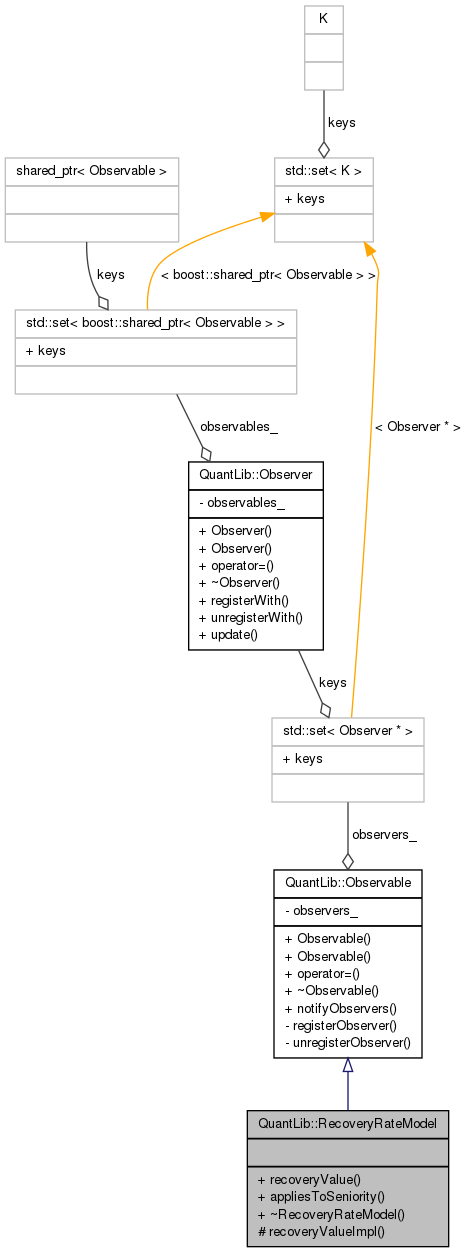 K
keys
shared_ptr< Observable >
std::set< K >
+ keys
keys
< boost::shared_ptr< Observable > >
std::set< boost::shared_ptr< Observable > >
+ keys
observables_
< Observer * >
QuantLib::Observer
- observables_
+ Observer()
+ Observer()
+ operator=()
+ ~Observer()
+ registerWith()
+ unregisterWith()
+ update()
keys
std::set< Observer * >
+ keys
observers_
QuantLib::Observable
- observers_
+ Observable()
+ Observable()
+ operator=()
+ ~Observable()
+ notifyObservers()
- registerObserver()
- unregisterObserver()
QuantLib::RecoveryRateModel
+ recoveryValue()
+ appliesToSeniority()
+ ~RecoveryRateModel()
# recoveryValueImpl()